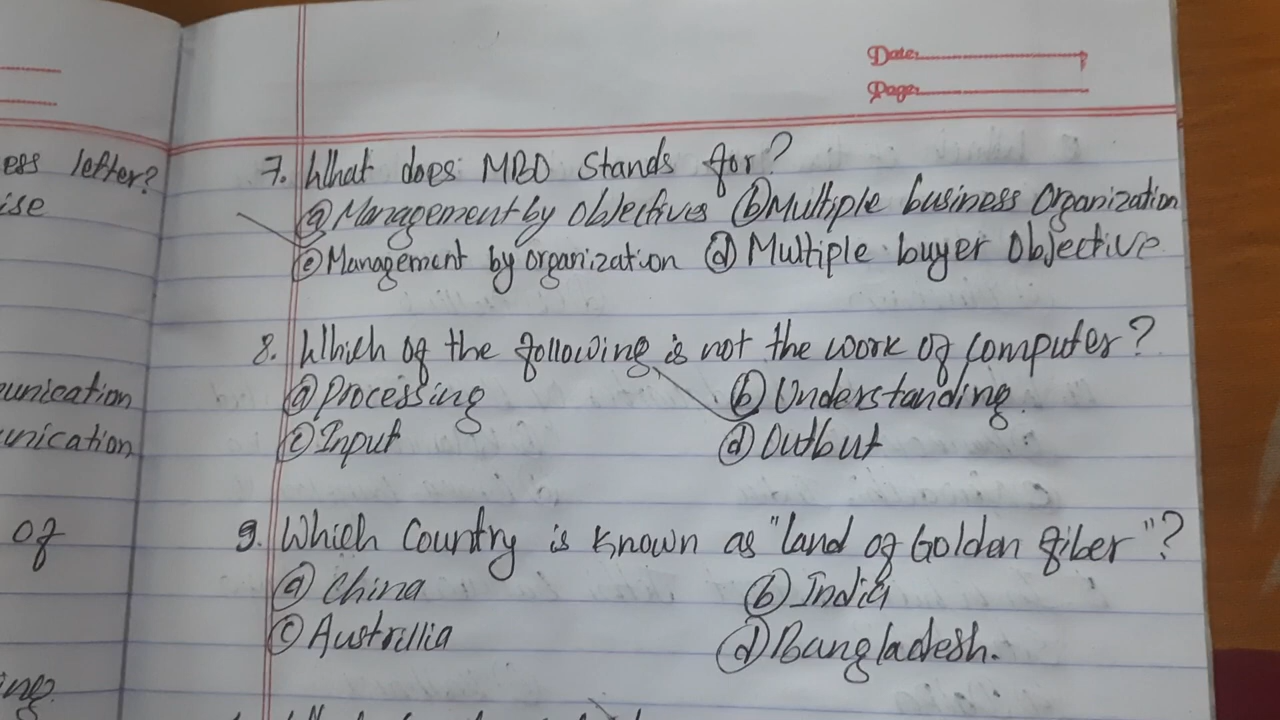 Date:
Page:
ess letter?
ise
unication
unication
of
ing
7. What does MBO Stands for?
(a) Management by Objectives (b) Multiple business Organization
(c) Management by organization (d) Multiple buyer Objective
8. Which of the following is not the work of computer?
(a) Processing (b) Understanding.
(c) Input (d) Outbut
9. Which Country is known as "land of Golden fiber"?
(a) China (b) India
(c) Austrillia (d) Bangladesh.